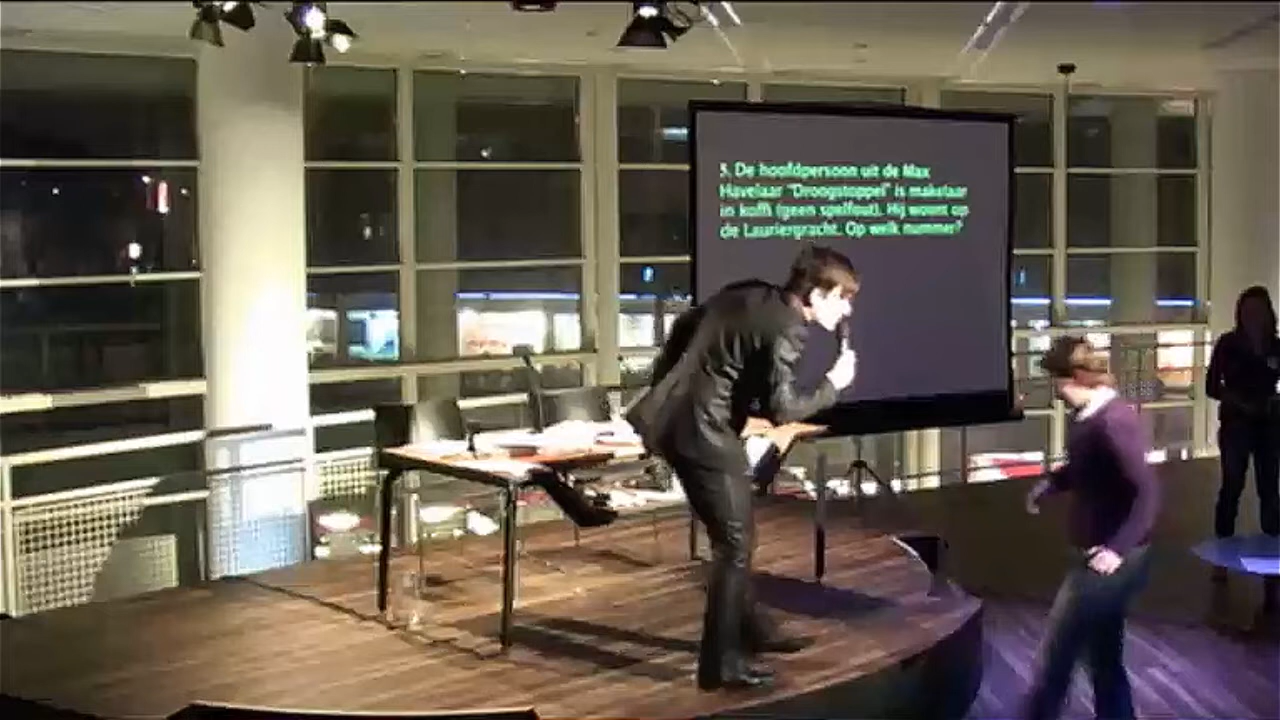 5. De hoofdpersoon uit de Max
Havelaar "Droogstoppel" is makelaar
in koffi (geen spelfout). Hij woont op
de Lauriergracht. Op welk nummer?